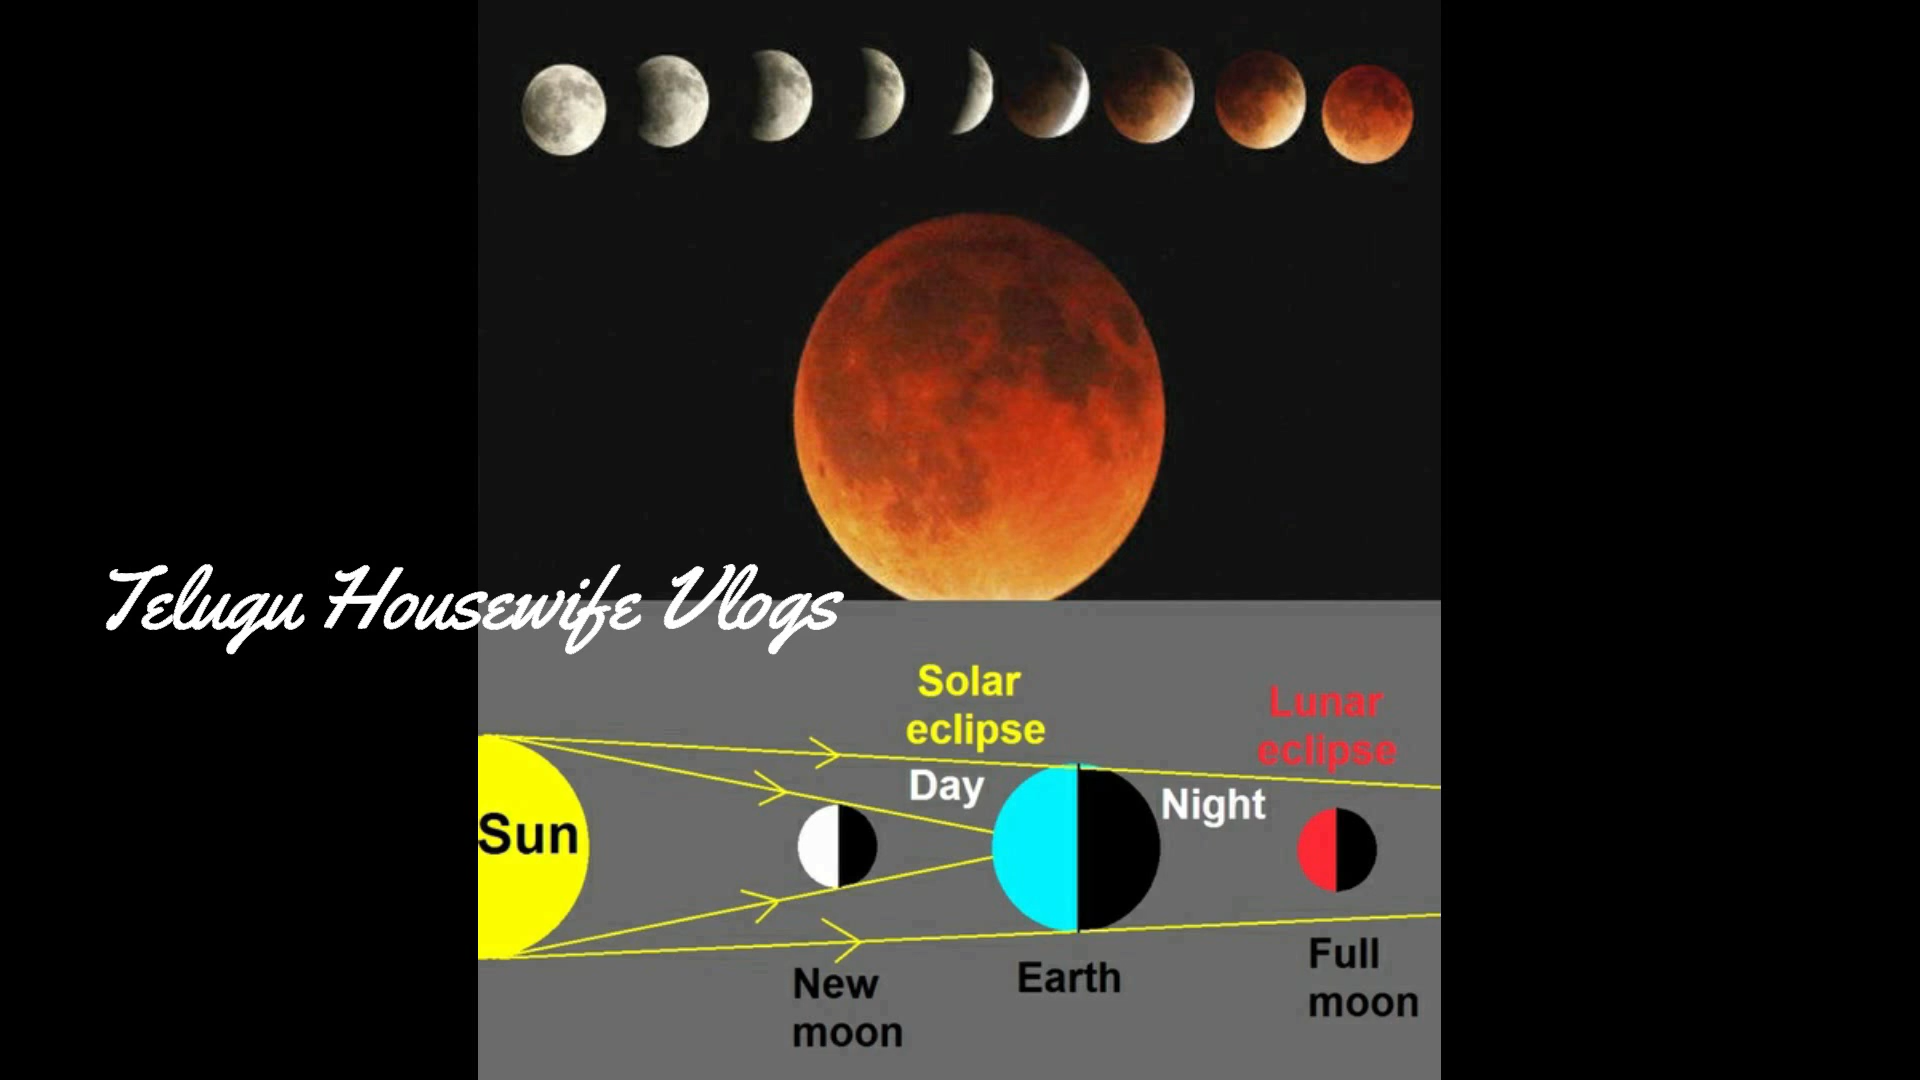 Telugu Housewife Vlogs
Solar
eclipse
Lunar
eclipse
Day
Night
Sun
New
moon
Earth
Full
moon